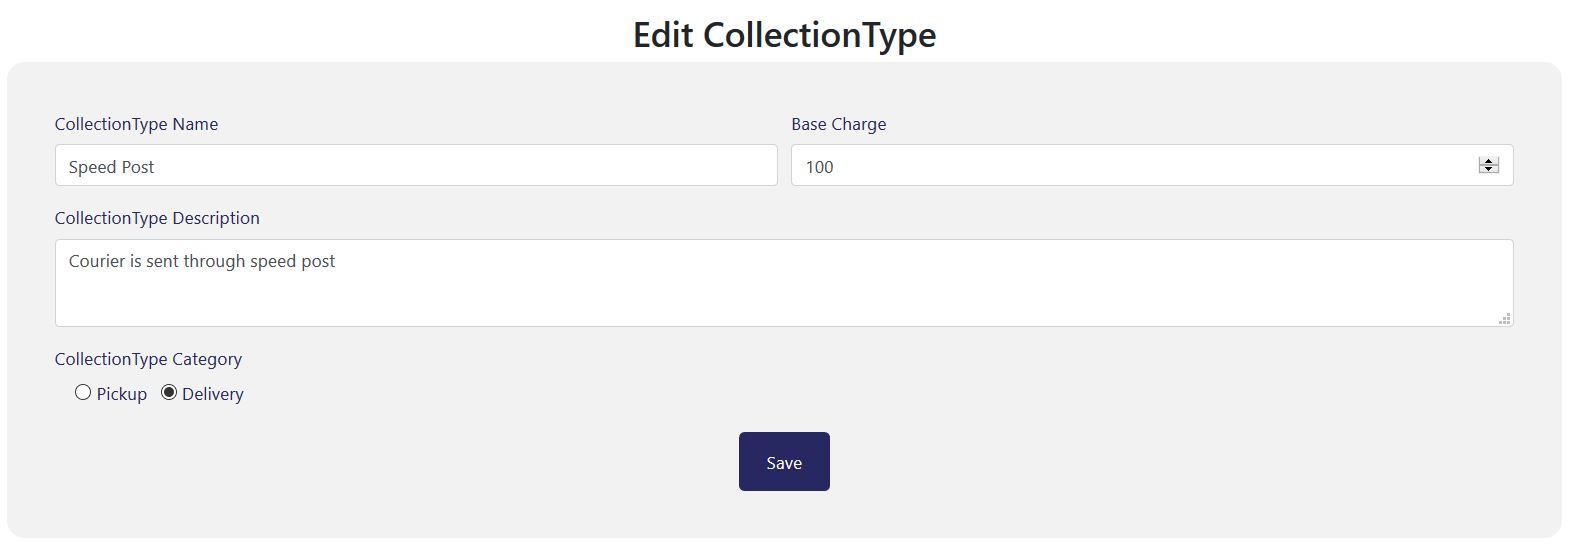 Edit CollectionType
CollectionType Name
Base Charge
Speed Post
100
CollectionType Description
Courier is sent through speed post
CollectionType Category
Pickup Delivery
Save